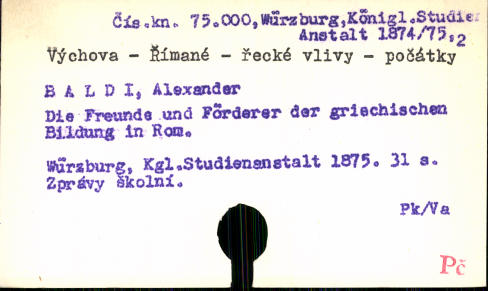 Čís.kn. 75.000,Würzburg,Königl.Studien
Anstalt 1874/75,2
Výchova - Římané - řecké vlivy - počátky
B A L D I, Alexander
Die Freunde und Förderer der griechischen
Bildung in Rom.
Würzburg, Kgl.Studienanstalt 1875. 31 s.
Zprávy školní.
Pk/Va
Pč